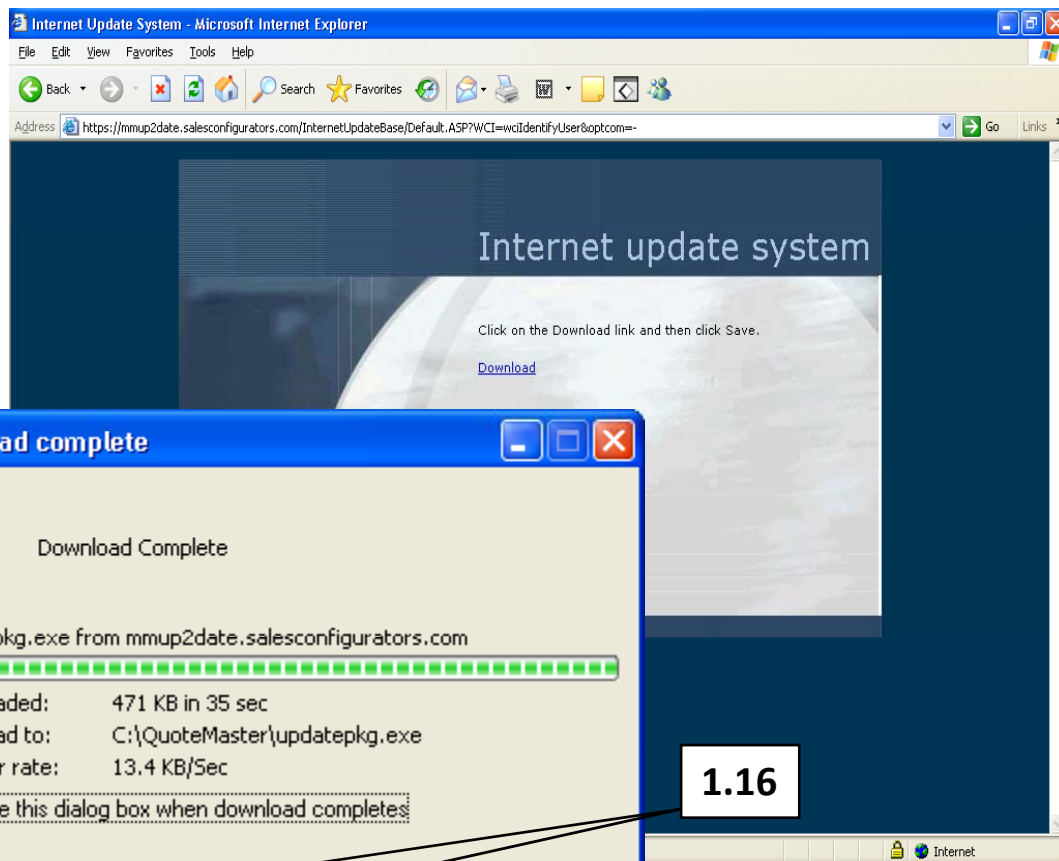 Internet Update System - Microsoft Internet Explorer
File Edit View Favorites Tools Help
Back Search Favorites
Address https://mmup2date.salesconfigurators.com/InternetUpdateBase/Default.ASP?WCI=wciIdentifyUser&optcom=- Go Links
Internet update system
Click on the Download link and then click Save.
Download
ad complete
Download Complete
pkg.exe from mmup2date.salesconfigurators.com
aded: 471 KB in 35 sec
ad to: C:\QuoteMaster\updatepkg.exe
r rate: 13.4 KB/Sec
e this dialog box when download completes
1.16
Internet